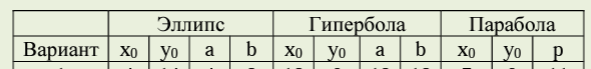 Эллипс Гипербола Парабола
Вариант x₀ y₀ a b x₀ y₀ a b x₀ y₀ p